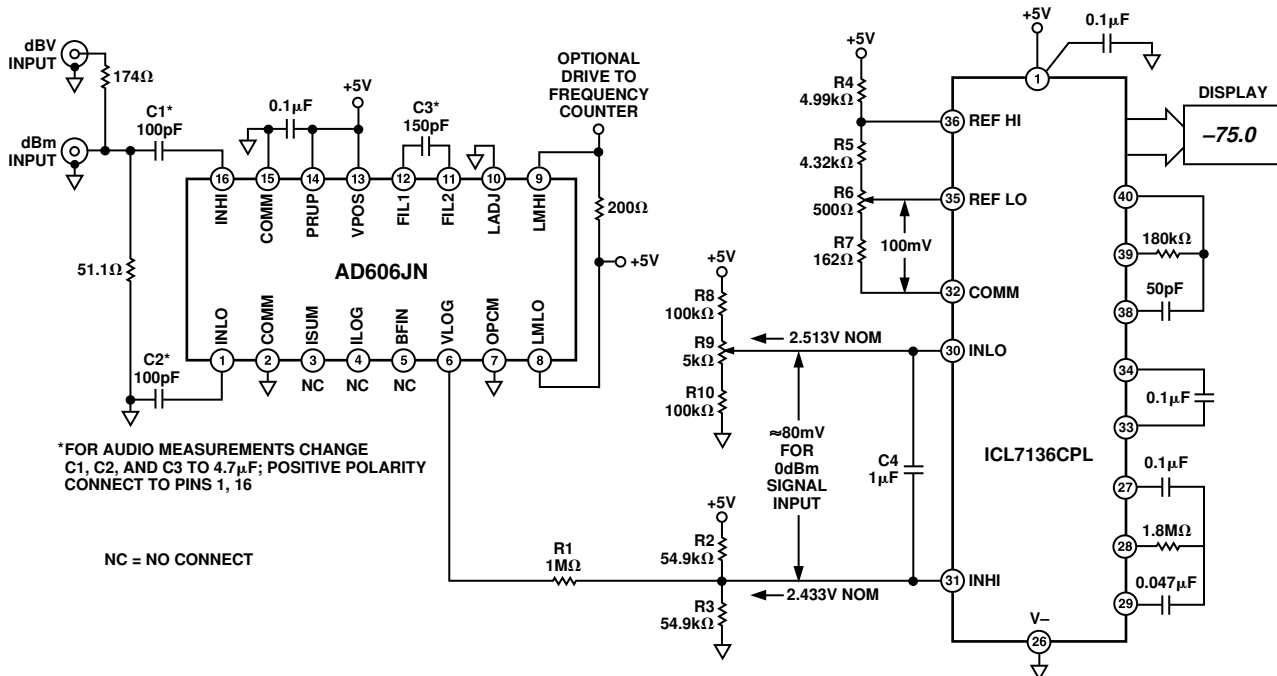 dBV
INPUT
174Ω
dBm
INPUT
C1*
100pF
51.1Ω
C2*
100pF
0.1µF
+5V
C3*
150pF
OPTIONAL
DRIVE TO
FREQUENCY
COUNTER
200Ω
+5V
16
15
14
13
12
11
10
9
INHI
COMM
PRUP
VPOS
FIL1
FIL2
LADJ
LMHI
AD606JN
INLO
COMM
ISUM
ILOG
BFIN
VLOG
OPCM
LMLO
1
2
3
4
5
6
7
8
NC
NC
NC
*FOR AUDIO MEASUREMENTS CHANGE
C1, C2, AND C3 TO 4.7µF; POSITIVE POLARITY
CONNECT TO PINS 1, 16
NC = NO CONNECT
R1
1MΩ
+5V
R2
54.9kΩ
R3
54.9kΩ
2.433V NOM
+5V
R8
100kΩ
R9
5kΩ
R10
100kΩ
2.513V NOM
≈80mV
FOR
0dBm
SIGNAL
INPUT
C4
1µF
+5V
R4
4.99kΩ
R5
4.32kΩ
R6
500Ω
R7
162Ω
100mV
+5V
0.1µF
1
36 REF HI
35 REF LO
32 COMM
30 INLO
31 INHI
ICL7136CPL
V–
26
DISPLAY
–75.0
40
39
180kΩ
38
50pF
34
33
0.1µF
27
0.1µF
28
1.8MΩ
29
0.047µF